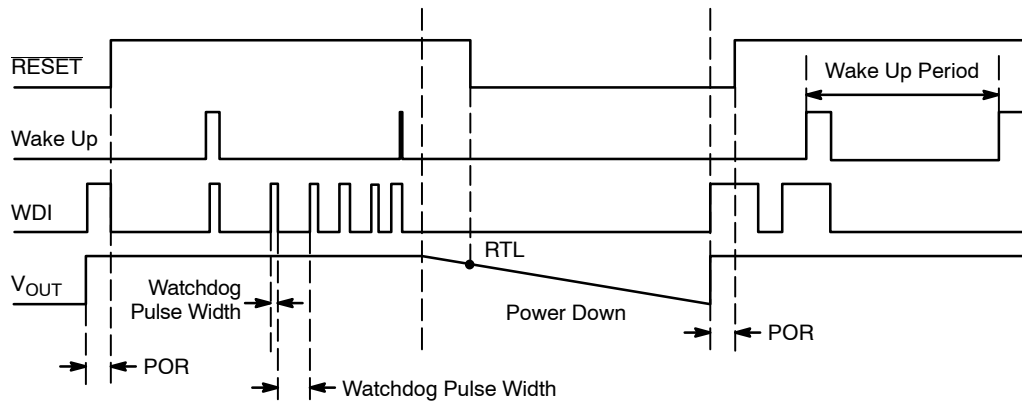 RESET
Wake Up Period
Wake Up
WDI
RTL
VOUT
Watchdog
Pulse Width
Power Down
POR
POR
Watchdog Pulse Width